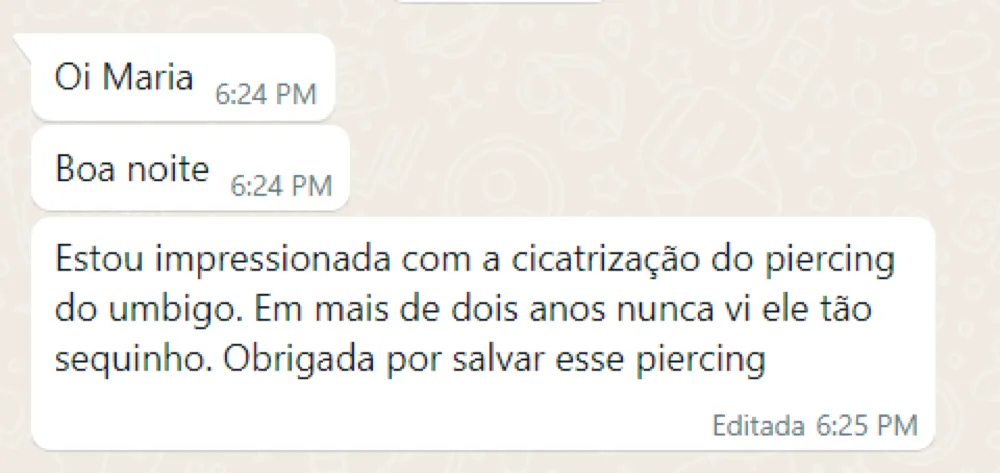 Oi Maria 6:24 PM
Boa noite 6:24 PM
Estou impressionada com a cicatrização do piercing
do umbigo. Em mais de dois anos nunca vi ele tão
sequinho. Obrigada por salvar esse piercing
Editada 6:25 PM